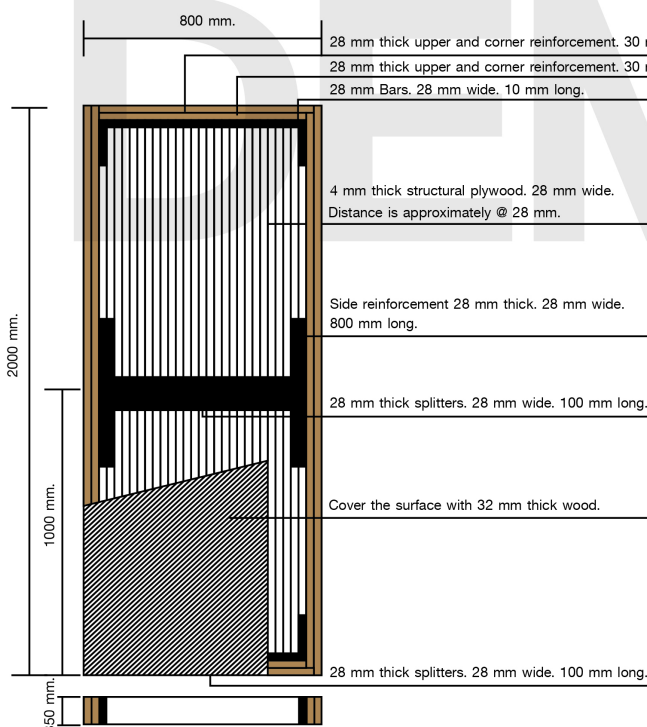 DEM
800 mm.
28 mm thick upper and corner reinforcement. 30
28 mm thick upper and corner reinforcement. 30
28 mm Bars. 28 mm wide. 10 mm long.
4 mm thick structural plywood. 28 mm wide.
Distance is approximately @ 28 mm.
2000 mm.
Side reinforcement 28 mm thick. 28 mm wide.
800 mm long.
28 mm thick splitters. 28 mm wide. 100 mm long.
1000 mm.
Cover the surface with 32 mm thick wood.
28 mm thick splitters. 28 mm wide. 100 mm long.
mm.